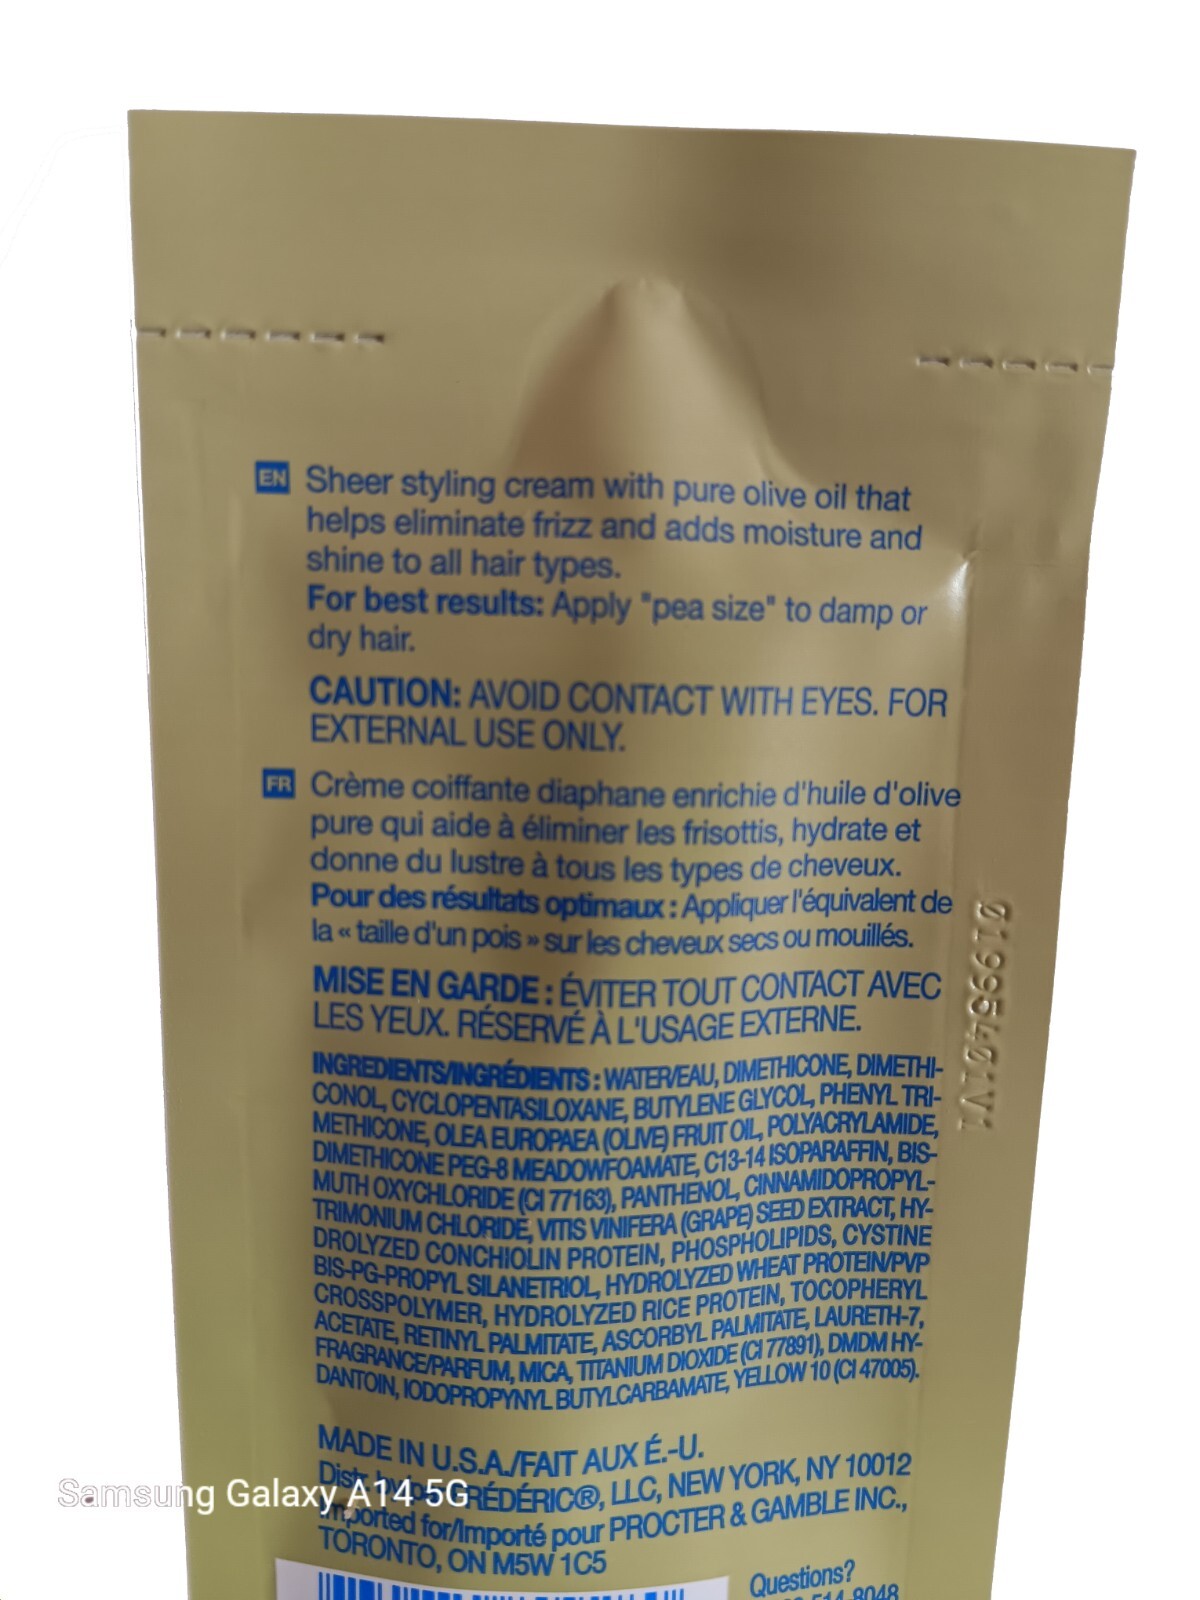 EN Sheer styling cream with pure olive oil that
helps eliminate frizz and adds moisture and
shine to all hair types.
For best results: Apply "pea size" to damp or
dry hair.
CAUTION: AVOID CONTACT WITH EYES. FOR
EXTERNAL USE ONLY.
FR Crème coiffante diaphane enrichie d'huile d'olive
pure qui aide à éliminer les frisottis, hydrate et
donne du lustre à tous les types de cheveux.
Pour des résultats optimaux : Appliquer l'équivalent de
la « taille d'un pois » sur les cheveux secs ou mouillés.
MISE EN GARDE : ÉVITER TOUT CONTACT AVEC
LES YEUX. RÉSERVÉ À L'USAGE EXTERNE.
INGREDIENTS/INGRÉDIENTS : WATER/EAU, DIMETHICONE, DIMETHI-
CONOL, CYCLOPENTASILOXANE, BUTYLENE GLYCOL, PHENYL TRI-
METHICONE, OLEA EUROPAEA (OLIVE) FRUIT OIL, POLYACRYLAMIDE,
DIMETHICONE PEG-8 MEADOWFOAMATE, C13-14 ISOPARAFFIN, BIS-
MUTH OXYCHLORIDE (CI 77163), PANTHENOL, CINNAMIDOPROPYL-
TRIMONIUM CHLORIDE, VITIS VINIFERA (GRAPE) SEED EXTRACT, HY-
DROLYZED CONCHIOLIN PROTEIN, PHOSPHOLIPIDS, CYSTINE
BIS-PG-PROPYL SILANETRIOL, HYDROLYZED WHEAT PROTEIN/PVP
CROSSPOLYMER, HYDROLYZED RICE PROTEIN, TOCOPHERYL
ACETATE, RETINYL PALMITATE, ASCORBYL PALMITATE, LAURETH-7,
FRAGRANCE/PARFUM, MICA, TITANIUM DIOXIDE (CI 77891), DMDM HY-
DANTOIN, IODOPROPYNYL BUTYLCARBAMATE, YELLOW 10 (CI 47005).
MADE IN U.S.A./FAIT AUX É.-U.
Distr. FRÉDÉRIC®, LLC, NEW YORK, NY 10012
Imported for/Importé pour PROCTER & GAMBLE INC.,
TORONTO, ON M5W 1C5
Questions?
Samsung Galaxy A14 5G